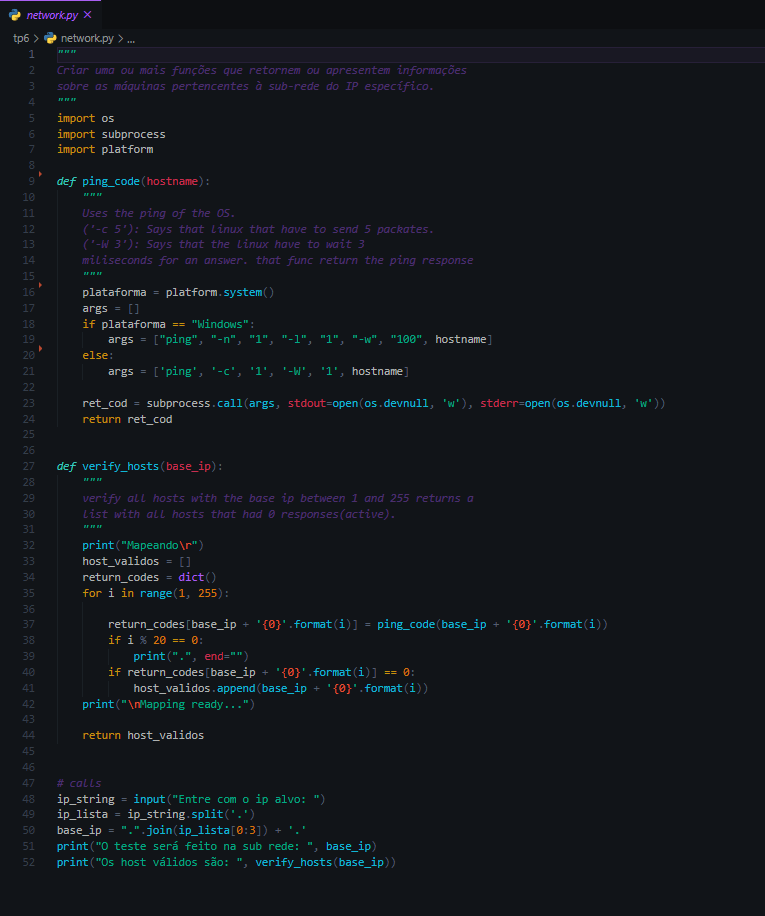 network.py ×
tp6 > network.py > ...
1 """
2 Criar uma ou mais funções que retornem ou apresentem informações
3 sobre as máquinas pertencentes à sub-rede do IP específico.
4 """
5 import os
6 import subprocess
7 import platform
8
9 def ping_code(hostname):
10     """
11     Uses the ping of the OS.
12     ('-c 5'): Says that linux that have to send 5 packates.
13     ('-W 3'): Says that the linux have to wait 3
14     miliseconds for an answer. that func return the ping response
15     """
16     plataforma = platform.system()
17     args = []
18     if plataforma == "Windows":
19         args = ["ping", "-n", "1", "-l", "1", "-w", "100", hostname]
20     else:
21         args = ['ping', '-c', '1', '-W', '1', hostname]
22
23     ret_cod = subprocess.call(args, stdout=open(os.devnull, 'w'), stderr=open(os.devnull, 'w'))
24     return ret_cod
25
26
27 def verify_hosts(base_ip):
28     """
29     verify all hosts with the base ip between 1 and 255 returns a
30     list with all hosts that had 0 responses(active).
31     """
32     print("Mapeando\r")
33     host_validos = []
34     return_codes = dict()
35     for i in range(1, 255):
36
37         return_codes[base_ip + '{0}'.format(i)] = ping_code(base_ip + '{0}'.format(i))
38         if i % 20 == 0:
39             print(".", end="")
40         if return_codes[base_ip + '{0}'.format(i)] == 0:
41             host_validos.append(base_ip + '{0}'.format(i))
42     print("\nMapping ready...")
43
44     return host_validos
45
46
47 # calls
48 ip_string = input("Entre com o ip alvo: ")
49 ip_lista = ip_string.split('.')
50 base_ip = ".".join(ip_lista[0:3]) + '.'
51 print("O teste será feito na sub rede: ", base_ip)
52 print("Os host válidos são: ", verify_hosts(base_ip))